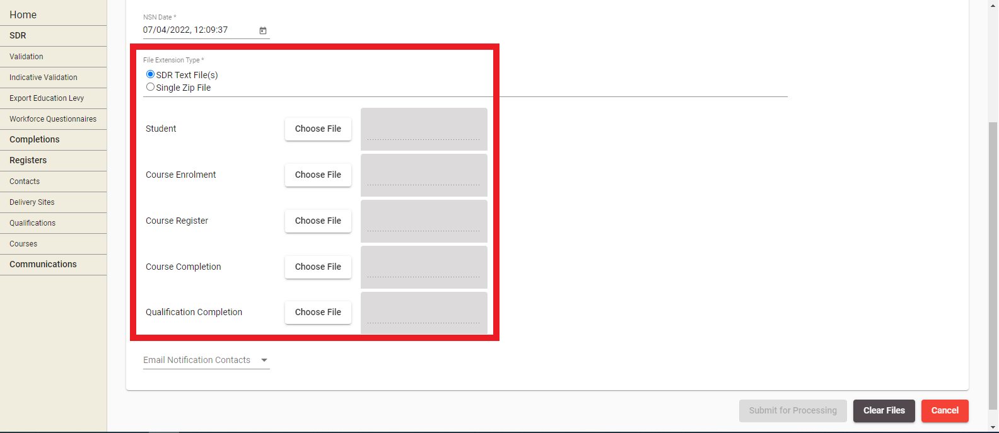 Home
SDR
Validation
Indicative Validation
Export Education Levy
Workforce Questionnaires
Completions
Registers
Contacts
Delivery Sites
Qualifications
Courses
Communications
NSN Date *
07/04/2022, 12:09:37
File Extension Type *
SDR Text File(s)
Single Zip File
Student Choose File
Course Enrolment Choose File
Course Register Choose File
Course Completion Choose File
Qualification Completion Choose File
Email Notification Contacts
Submit for Processing Clear Files Cancel